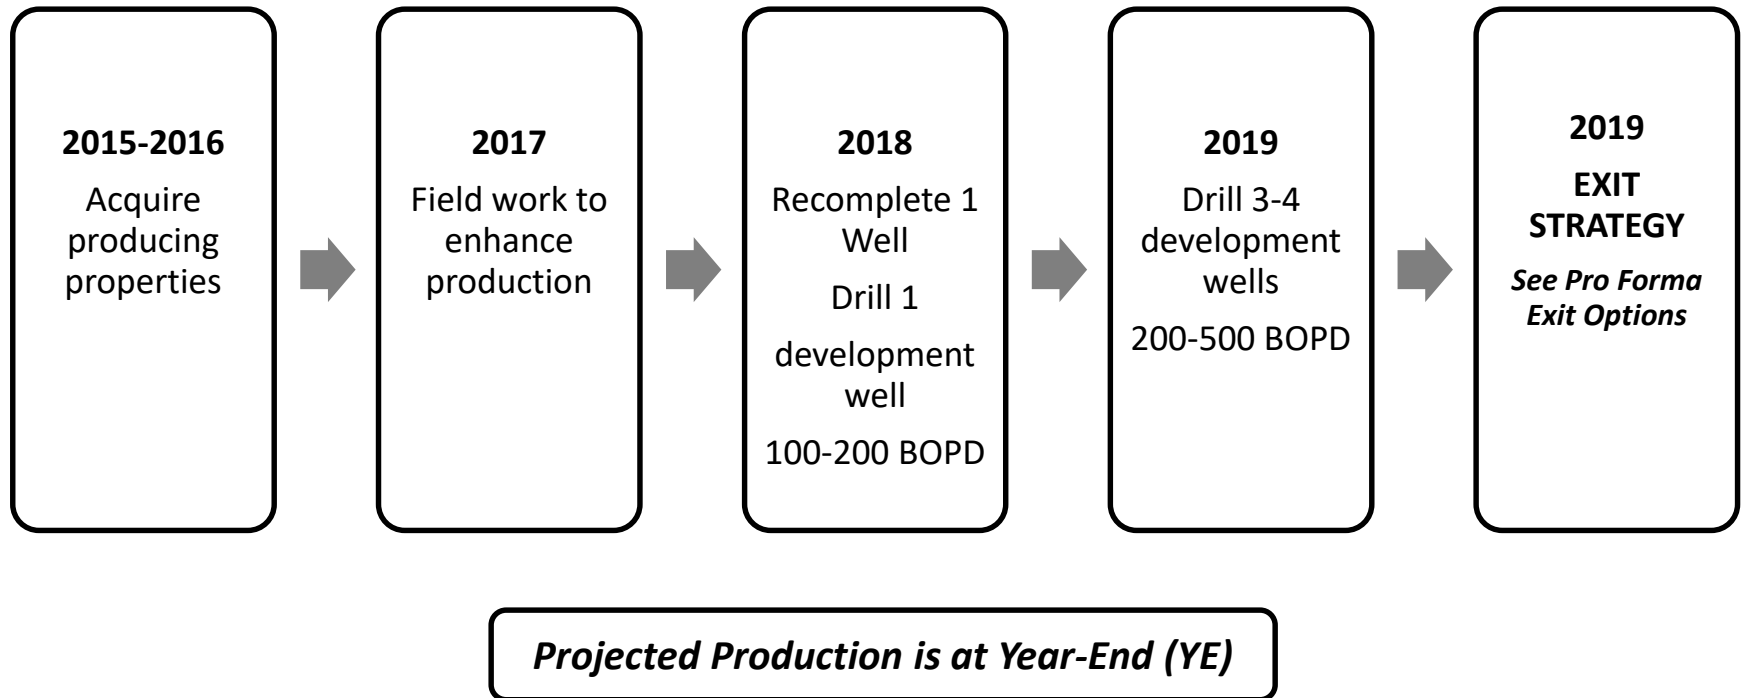 2015-2016
Acquire
producing
properties
2017
Field work to
enhance
production
2018
Recomplete 1
Well
Drill 1
development
well
100-200 BOPD
2019
Drill 3-4
development
wells
200-500 BOPD
2019
EXIT
STRATEGY
See Pro Forma
Exit Options
Projected Production is at Year-End (YE)